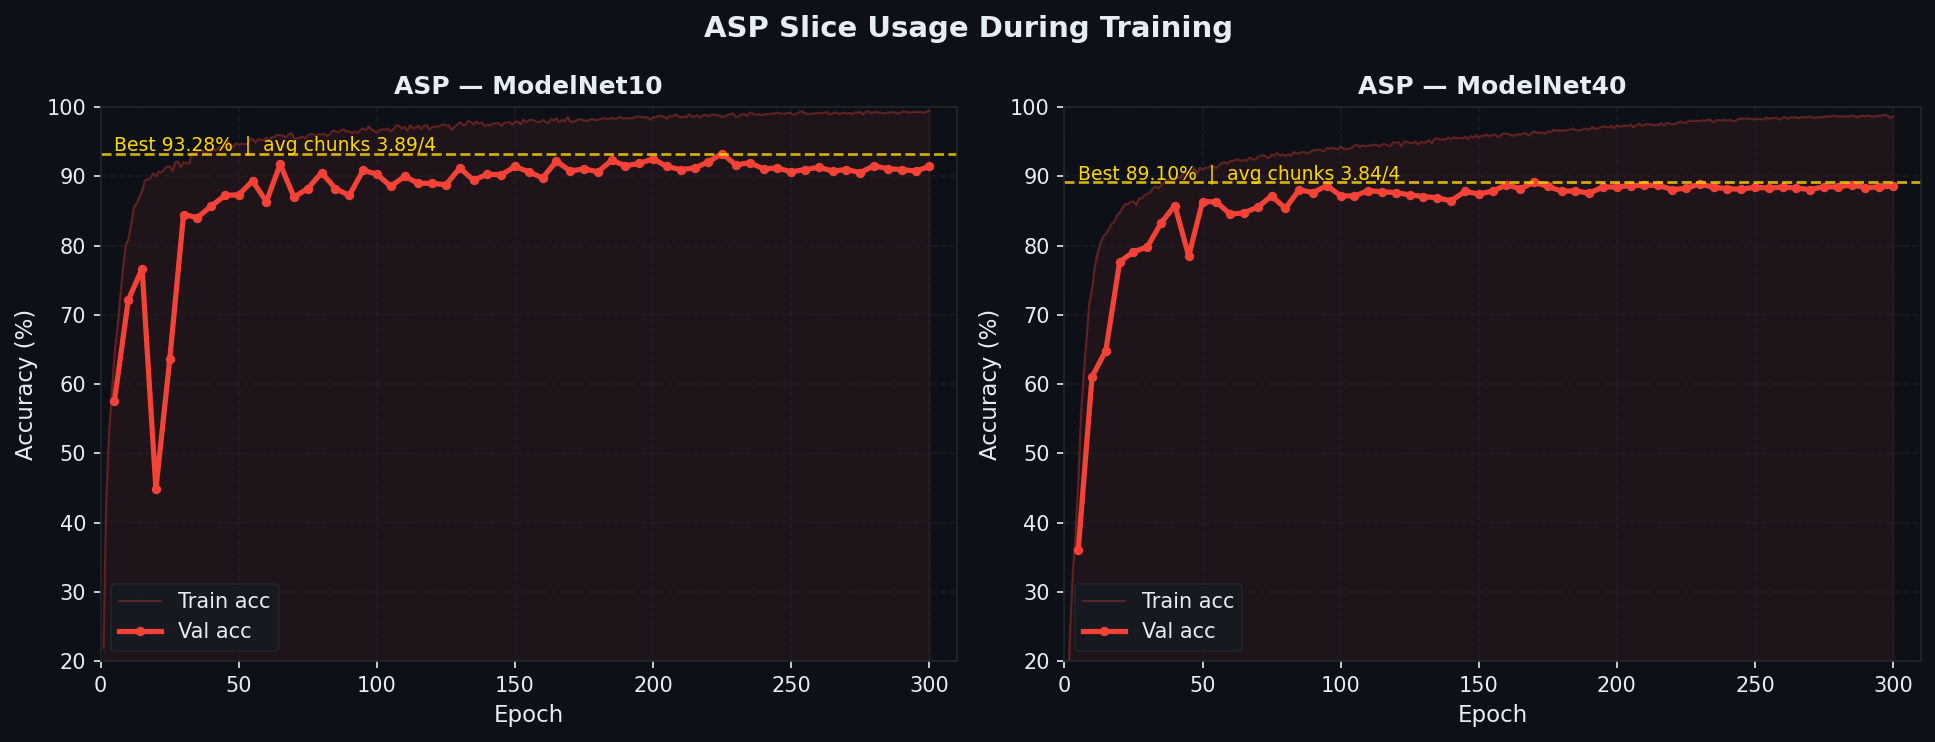 ASP Slice Usage During Training
ASP — ModelNet10
Accuracy (%)
100
90
80
70
60
50
40
30
20
Best 93.28% | avg chunks 3.89/4
Train acc
Val acc
0 50 100 150 200 250 300
Epoch
ASP — ModelNet40
Accuracy (%)
100
90
80
70
60
50
40
30
20
Best 89.10% | avg chunks 3.84/4
Train acc
Val acc
0 50 100 150 200 250 300
Epoch